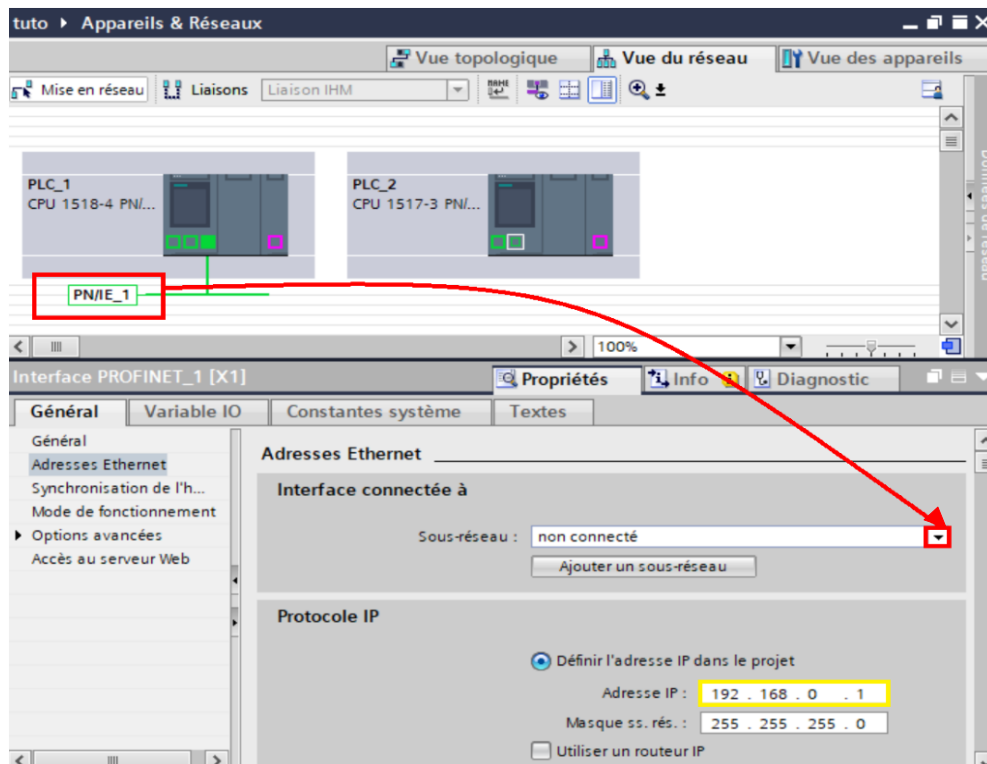 tuto ▸ Appareils & Réseaux
Vue topologique Vue du réseau Vue des appareils
Mise en réseau Liaisons Liaison IHM
PLC_1 PLC_2
CPU 1518-4 PN/... CPU 1517-3 PN/...
PN/IE_1
100%
Interface PROFINET_1 [X1] Propriétés Info Diagnostic
Général Variable IO Constantes système Textes
Général
Adresses Ethernet
Synchronisation de l'h...
Mode de fonctionnement
Options avancées
Accès au serveur Web
Adresses Ethernet
Interface connectée à
Sous-réseau : non connecté
Ajouter un sous-réseau
Protocole IP
Définir l'adresse IP dans le projet
Adresse IP : 192 . 168 . 0 . 1
Masque ss. rés. : 255 . 255 . 255 . 0
Utiliser un routeur IP